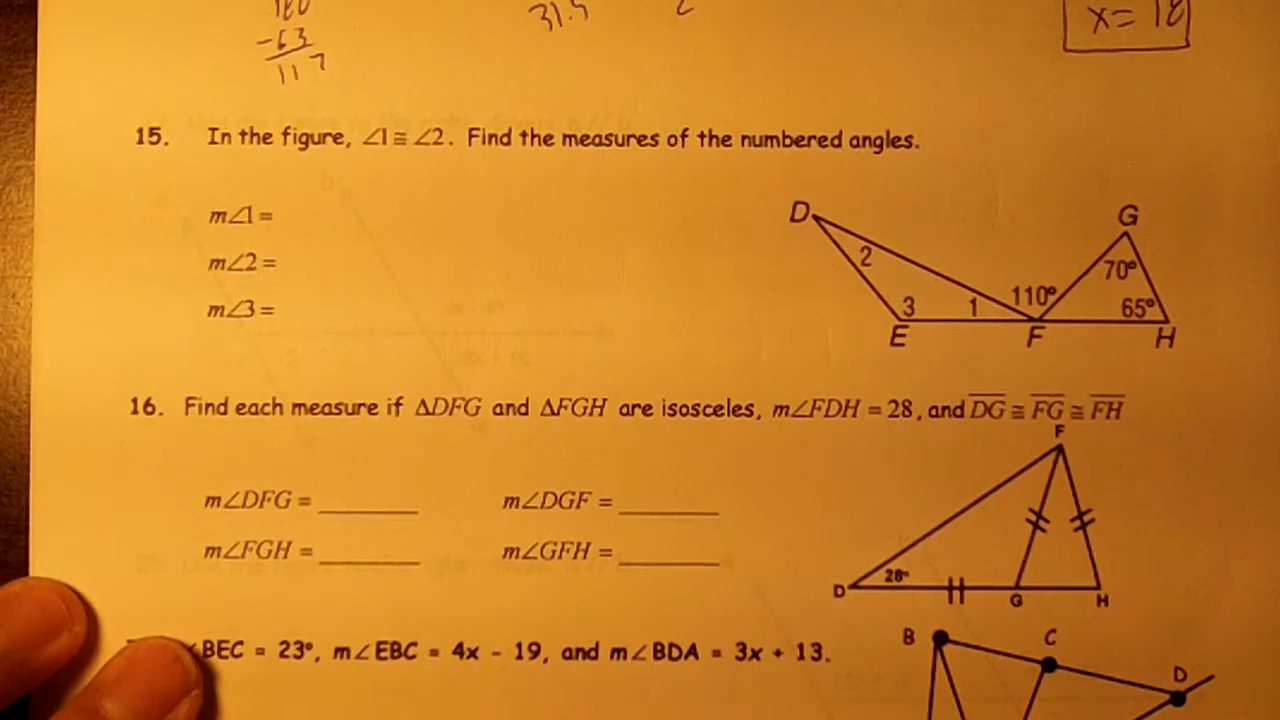 180
-63
117
31.5
2
x= 18
15. In the figure, ∠1 ≅ ∠2. Find the measures of the numbered angles.
m∠1 =
m∠2 =
m∠3 =
D
G
2
70°
110°
3
1
65°
E
F
H
16. Find each measure if ΔDFG and ΔFGH are isosceles, m∠FDH = 28, and D̅G̅ ≅ F̅G̅ ≅ F̅H̅
F
m∠DFG = ________ m∠DGF = ________
m∠FGH = ________ m∠GFH = ________
28°
D
G
H
∠BEC = 23°, m∠EBC = 4x - 19, and m∠BDA = 3x + 13.
B
C
D